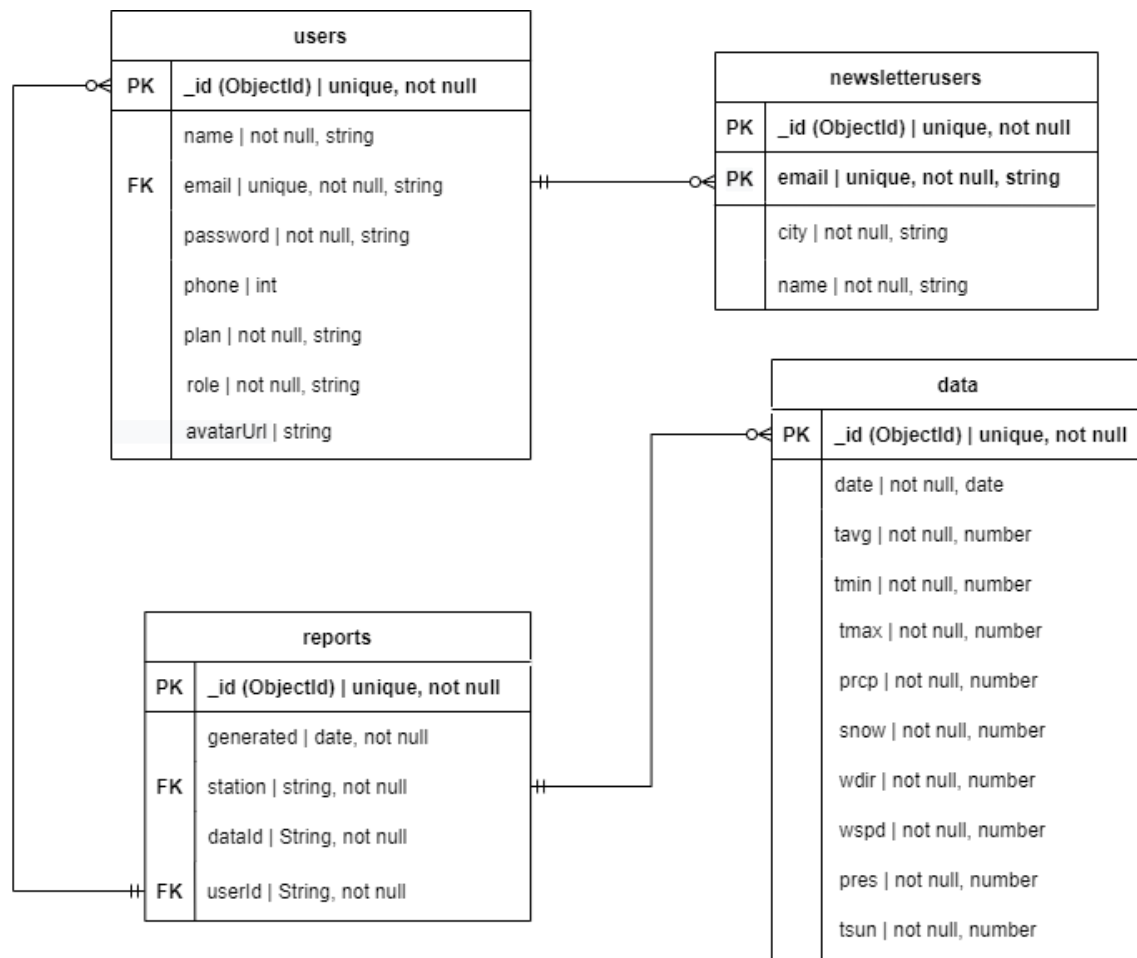 users
PK _id (ObjectId) | unique, not null
name | not null, string
FK email | unique, not null, string
password | not null, string
phone | int
plan | not null, string
role | not null, string
avatarUrl | string
newsletterusers
PK _id (ObjectId) | unique, not null
PK email | unique, not null, string
city | not null, string
name | not null, string
data
PK _id (ObjectId) | unique, not null
date | not null, date
tavg | not null, number
tmin | not null, number
tmax | not null, number
prcp | not null, number
snow | not null, number
wdir | not null, number
wspd | not null, number
pres | not null, number
tsun | not null, number
reports
PK _id (ObjectId) | unique, not null
generated | date, not null
FK station | string, not null
dataId | String, not null
FK userId | String, not null